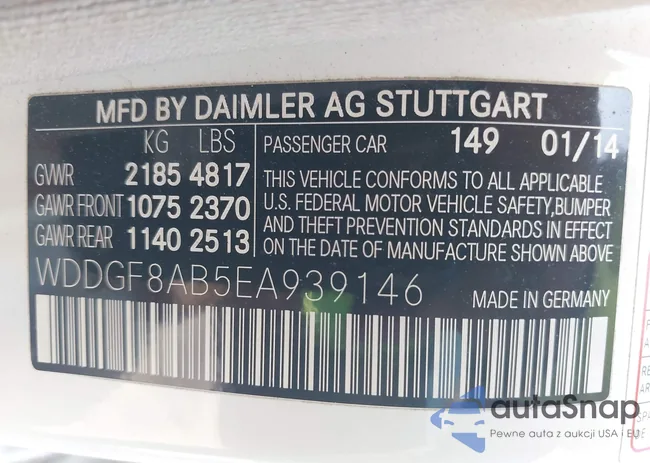 MFD BY DAIMLER AG STUTTGART
KG LBS
GVWR 2185 4817
GAWR FRONT 1075 2370
GAWR REAR 1140 2513
PASSENGER CAR 149 01/14
THIS VEHICLE CONFORMS TO ALL APPLICABLE
U.S. FEDERAL MOTOR VEHICLE SAFETY,BUMPER
AND THEFT PREVENTION STANDARDS IN EFFECT
ON THE DATE OF MANUFACTURE SHOWN ABOVE
WDDGF8AB5EA939146
MADE IN GERMANY
autoSnap
Pewne auta z aukcji USA i EU